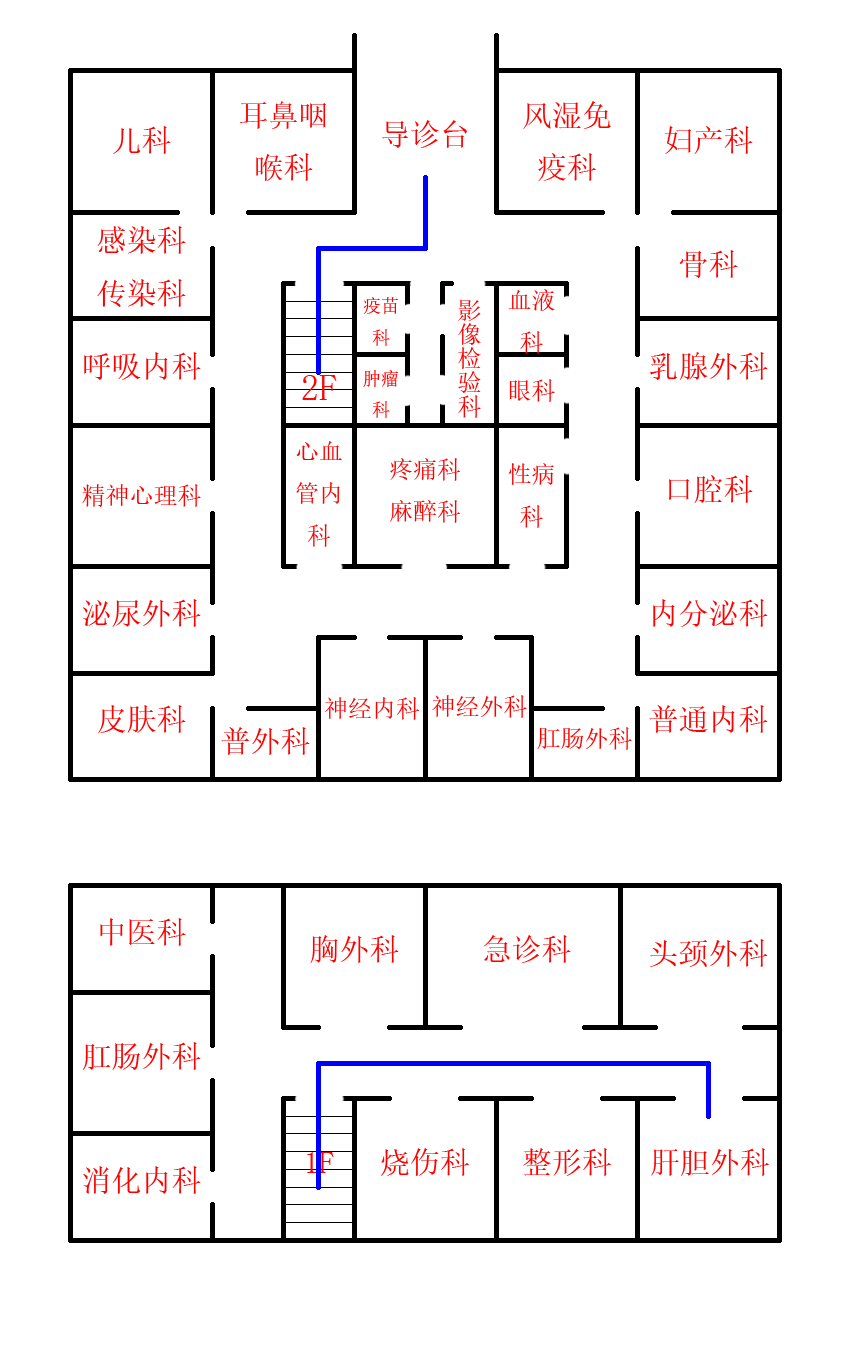 儿科
耳鼻咽
喉科
导诊台
风湿免
疫科
妇产科
感染科
传染科
骨科
疫苗
科
影像检验科
血液
科
呼吸内科
2F
肿瘤
科
眼科
乳腺外科
精神心理科
心血
管内
科
疼痛科
麻醉科
性病
科
口腔科
泌尿外科
内分泌科
皮肤科
普外科
神经内科
神经外科
肛肠外科
普通内科
中医科
胸外科
急诊科
头颈外科
肛肠外科
消化内科
1F
烧伤科
整形科
肝胆外科